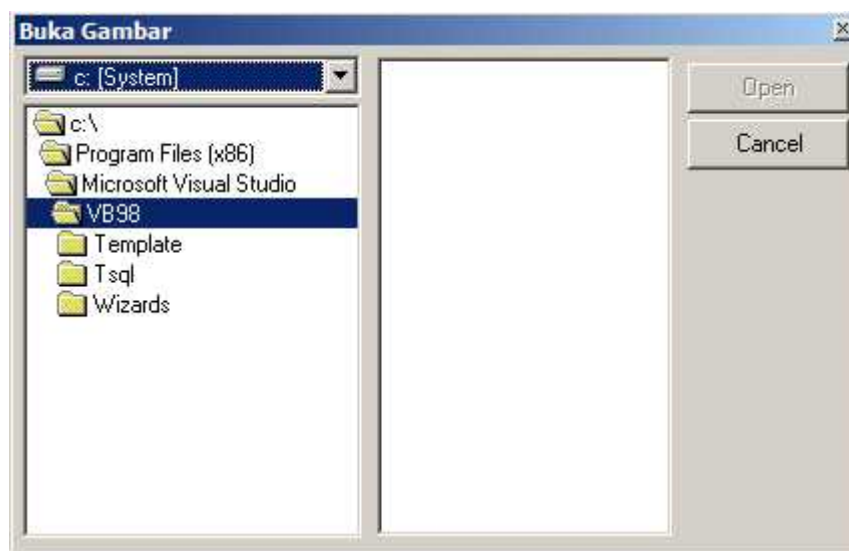 Buka Gambar
c: [System]
Open
Cancel
c:\
Program Files (x86)
Microsoft Visual Studio
VB98
Template
Tsql
Wizards